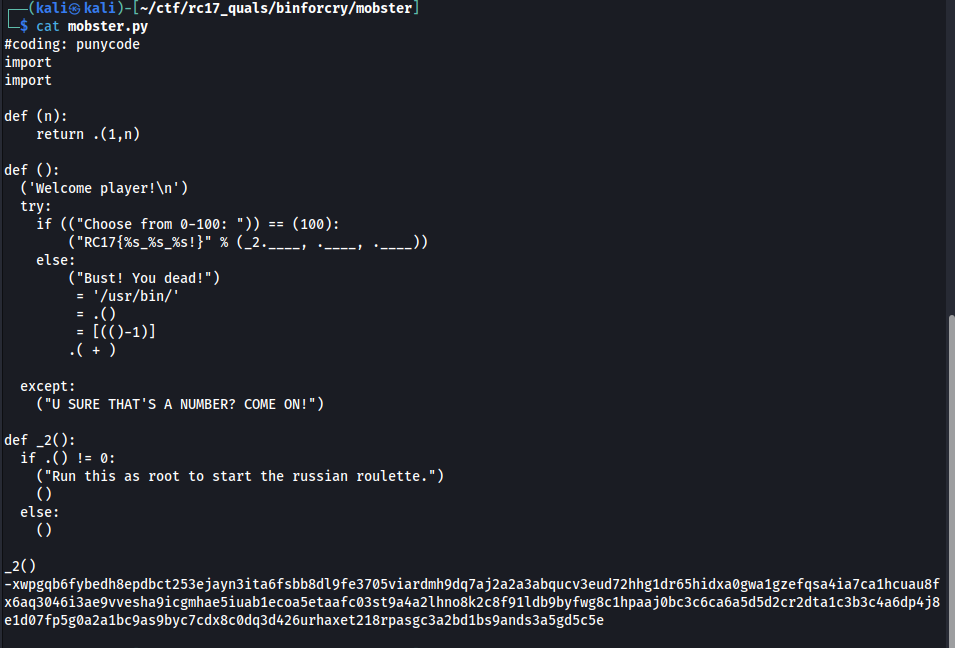 ┌──(kali㉿kali)-[~/ctf/rc17_quals/binforcry/mobster]
└─$ cat mobster.py
#coding: punycode
import
import
def (n):
    return .(1,n)
def ():
  ('Welcome player!\n')
  try:
    if (("Choose from 0-100: ")) == (100):
        ("RC17{%s_%s_%s!}" % (_2.____, .____, .____))
    else:
        ("Bust! You dead!")
         = '/usr/bin/'
         = .()
         = [(()-1)]
        .( + )
  except:
    ("U SURE THAT'S A NUMBER? COME ON!")
def _2():
  if .() != 0:
    ("Run this as root to start the russian roulette.")
    ()
  else:
    ()
_2()
-xwpgqb6fybedh8epdbct253ejayn3ita6fsbb8dl9fe3705viardmh9dq7aj2a2a3abqucv3eud72hhg1dr65hidxa0gwa1gzefqsa4ia7ca1hcuau8f
x6aq3046i3ae9vvesha9icgmhae5iuab1ecoa5etaafc03st9a4a2lhno8k2c8f91ldb9byfwg8c1hpaaj0bc3c6ca6a5d5d2cr2dta1c3b3c4a6dp4j8
e1d07fp5g0a2a1bc9as9byc7cdx8c0dq3d426urhaxet218rpasgc3a2bd1bs9ands3a5gd5c5e